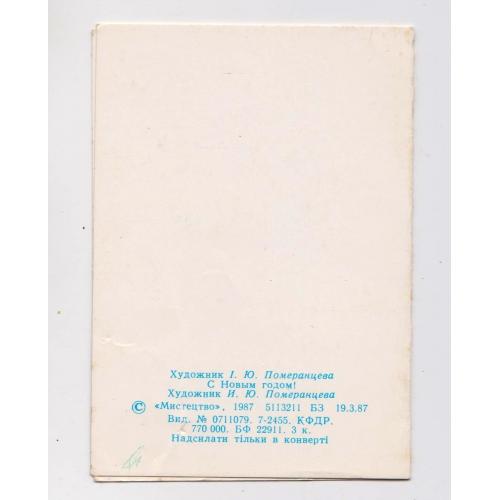 Художник І. Ю. Померанцева
С Новым годом!
Художник И. Ю. Померанцева
© «Мистецтво», 1987 5113211 БЗ 19.3.87
Вид. № 0711079. 7-2455. КФДР.
770 000. БФ 22911. 3 к.
Надсилати тільки в конверті